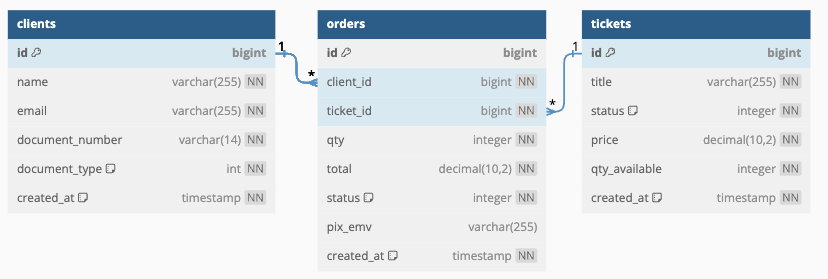 clients
id bigint
name varchar(255) NN
email varchar(255) NN
document_number varchar(14) NN
document_type int NN
created_at timestamp NN
1
*
orders
id bigint
client_id bigint NN
ticket_id bigint NN
qty integer NN
total decimal(10,2) NN
status integer NN
pix_emv varchar(255)
created_at timestamp NN
*
1
tickets
id bigint
title varchar(255) NN
status integer NN
price decimal(10,2) NN
qty_available integer NN
created_at timestamp NN